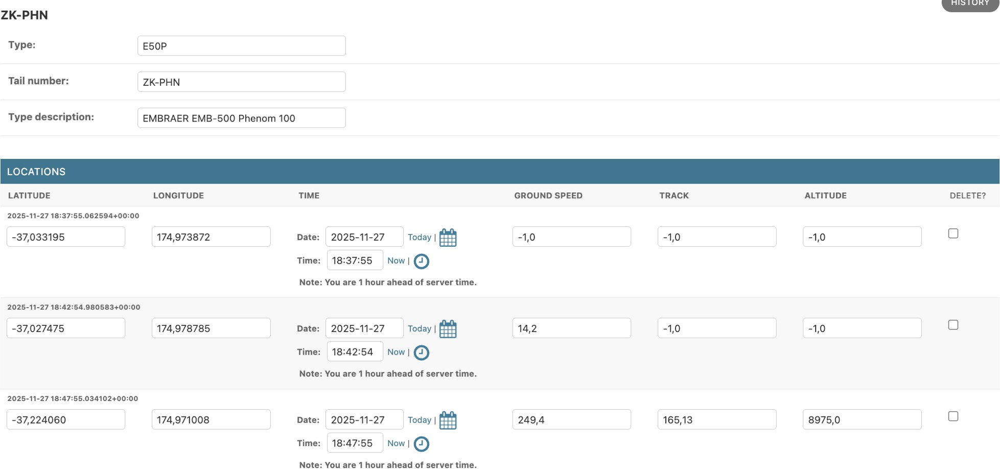 HISTORY
ZK-PHN
Type: E50P
Tail number: ZK-PHN
Type description: EMBRAER EMB-500 Phenom 100
LOCATIONS
LATITUDE LONGITUDE TIME GROUND SPEED TRACK ALTITUDE DELETE?
2025-11-27 18:37:55.062594+00:00
-37,033195 174,973872 Date: 2025-11-27 Today | -1,0 -1,0 -1,0
Time: 18:37:55 Now |
Note: You are 1 hour ahead of server time.
2025-11-27 18:42:54.980583+00:00
-37,027475 174,978785 Date: 2025-11-27 Today | 14,2 -1,0 -1,0
Time: 18:42:54 Now |
Note: You are 1 hour ahead of server time.
2025-11-27 18:47:55.034102+00:00
-37,224060 174,971008 Date: 2025-11-27 Today | 249,4 165,13 8975,0
Time: 18:47:55 Now |
Note: You are 1 hour ahead of server time.